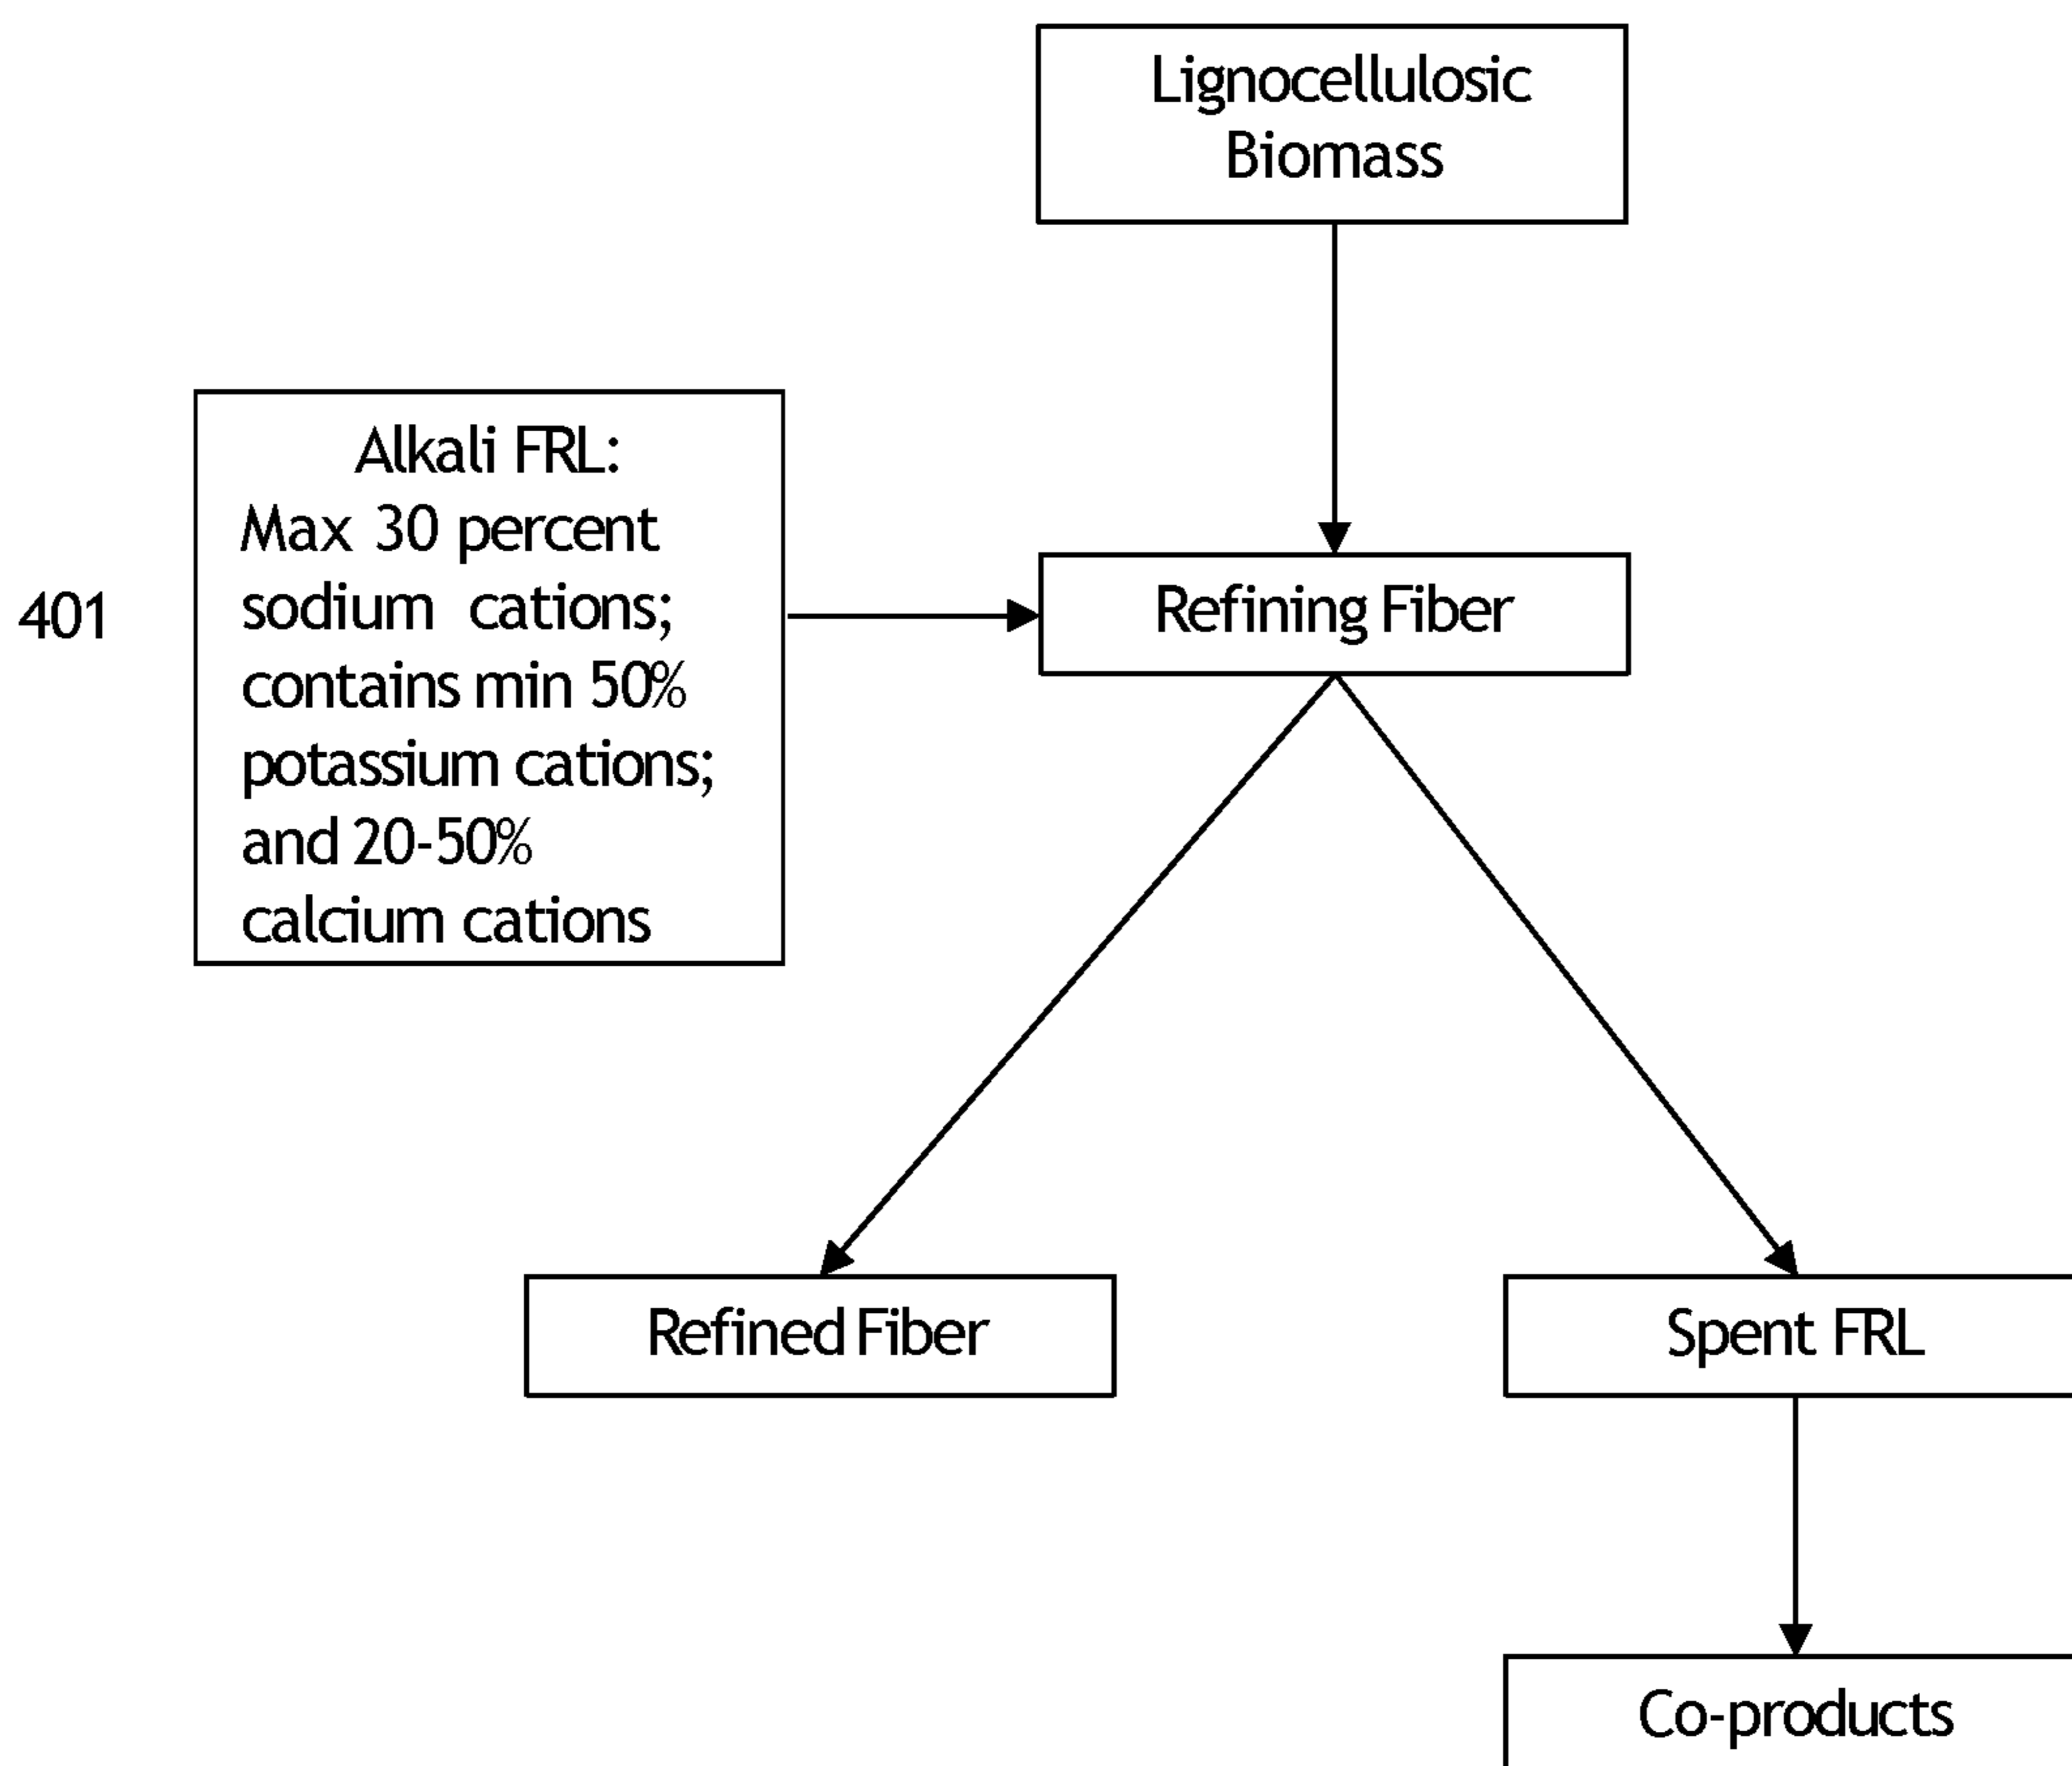 Lignocellulosic
Biomass
Alkali FRL:
Max 30 percent
sodium cations;
contains min 50%
potassium cations;
and 20-50%
calcium cations
401
Refining Fiber
Refined Fiber
Spent FRL
Co-products